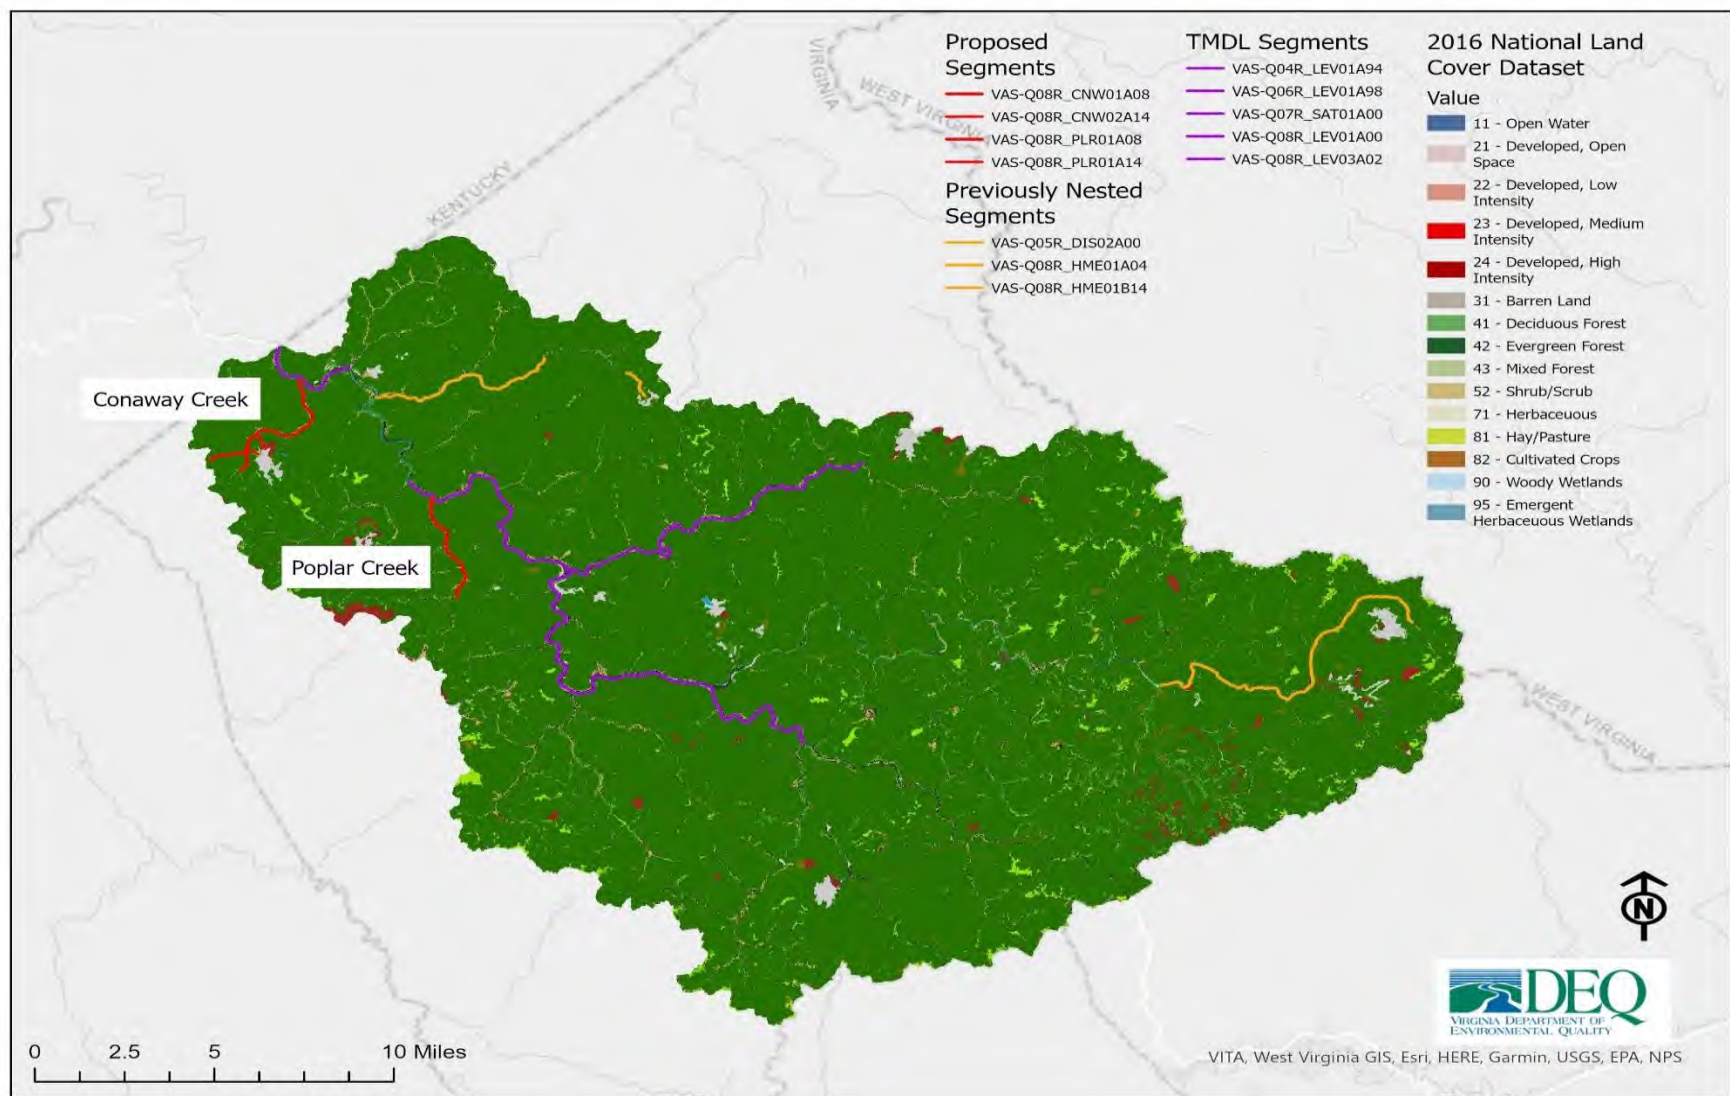 Proposed
Segments
VAS-Q08R_CNW01A08
VAS-Q08R_CNW02A14
VAS-Q08R_PLR01A08
VAS-Q08R_PLR01A14
Previously Nested
Segments
VAS-Q05R_DIS02A00
VAS-Q08R_HME01A04
VAS-Q08R_HME01B14
TMDL Segments
VAS-Q04R_LEV01A94
VAS-Q06R_LEV01A98
VAS-Q07R_SAT01A00
VAS-Q08R_LEV01A00
VAS-Q08R_LEV03A02
2016 National Land
Cover Dataset
Value
11 - Open Water
21 - Developed, Open
Space
22 - Developed, Low
Intensity
23 - Developed, Medium
Intensity
24 - Developed, High
Intensity
31 - Barren Land
41 - Deciduous Forest
42 - Evergreen Forest
43 - Mixed Forest
52 - Shrub/Scrub
71 - Herbaceuous
81 - Hay/Pasture
82 - Cultivated Crops
90 - Woody Wetlands
95 - Emergent
Herbaceuous Wetlands
VIRGINIA
WEST VIRGINIA
KENTUCKY
Conaway Creek
Poplar Creek
WEST VIRGINIA
N
DEQ
VIRGINIA DEPARTMENT OF
ENVIRONMENTAL QUALITY
0 2.5 5 10 Miles
VITA, West Virginia GIS, Esri, HERE, Garmin, USGS, EPA, NPS